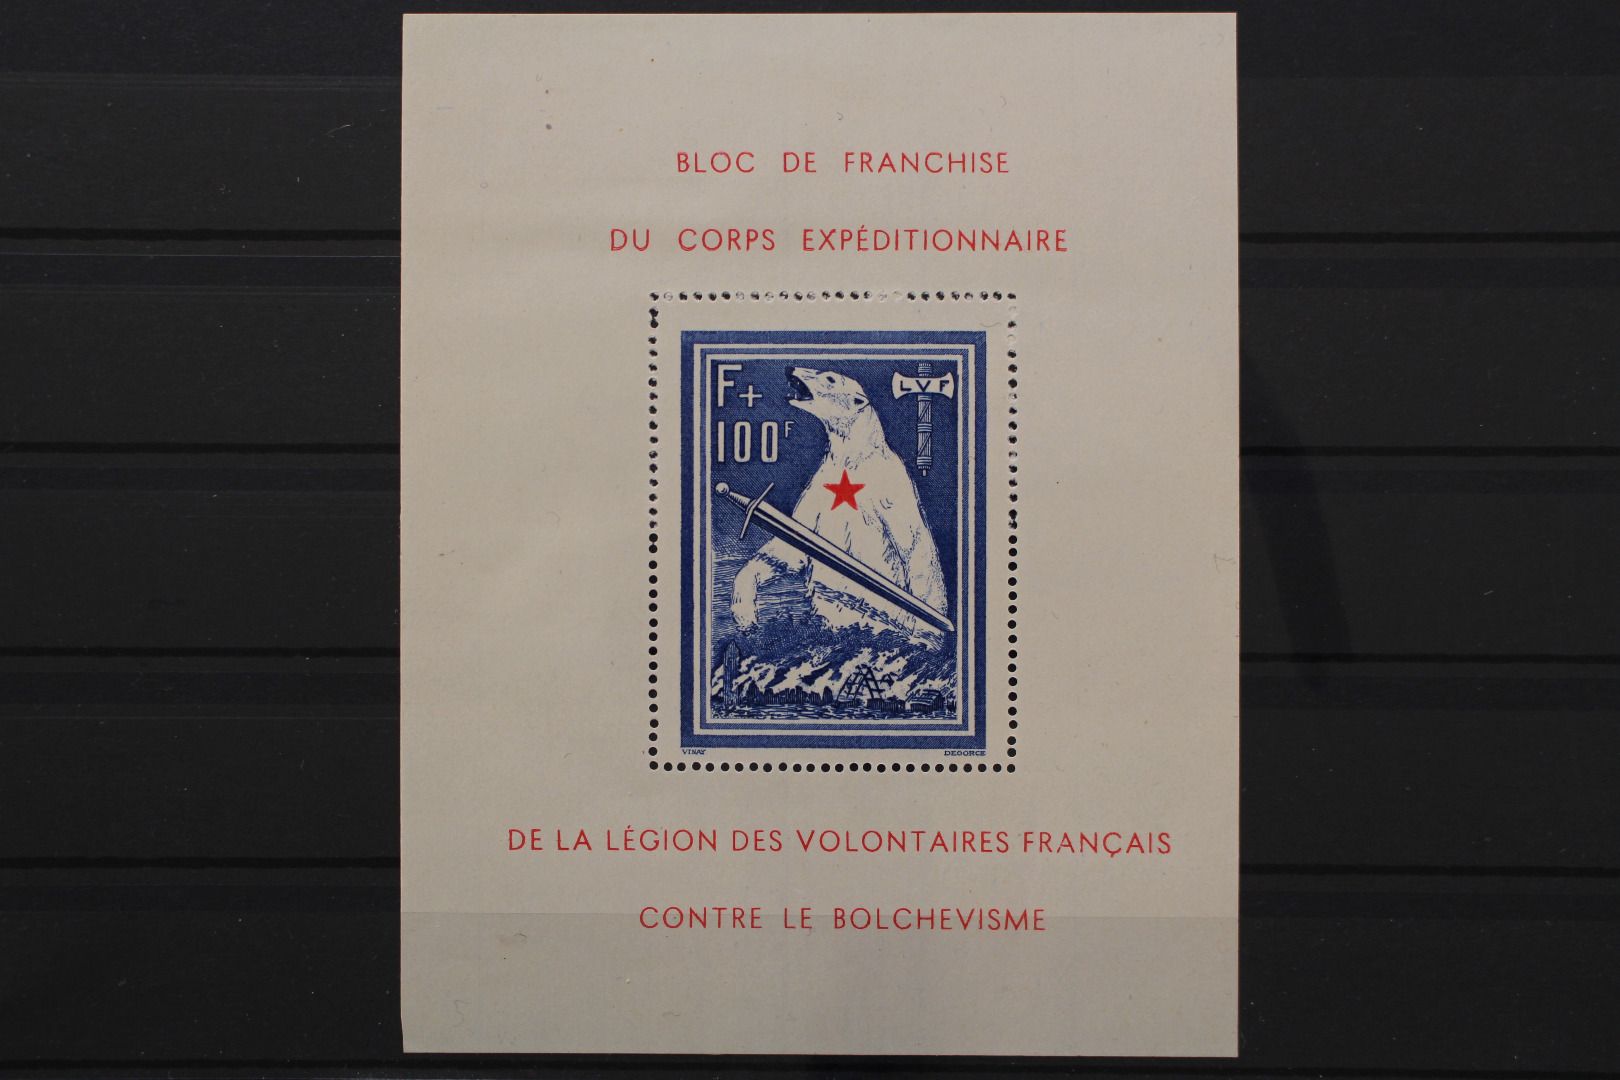 BLOC DE FRANCHISE
DU CORPS EXPÉDITIONNAIRE
F+
100F
LVF
VINAY
DEGORCE
DE LA LÉGION DES VOLONTAIRES FRANÇAIS
CONTRE LE BOLCHEVISME